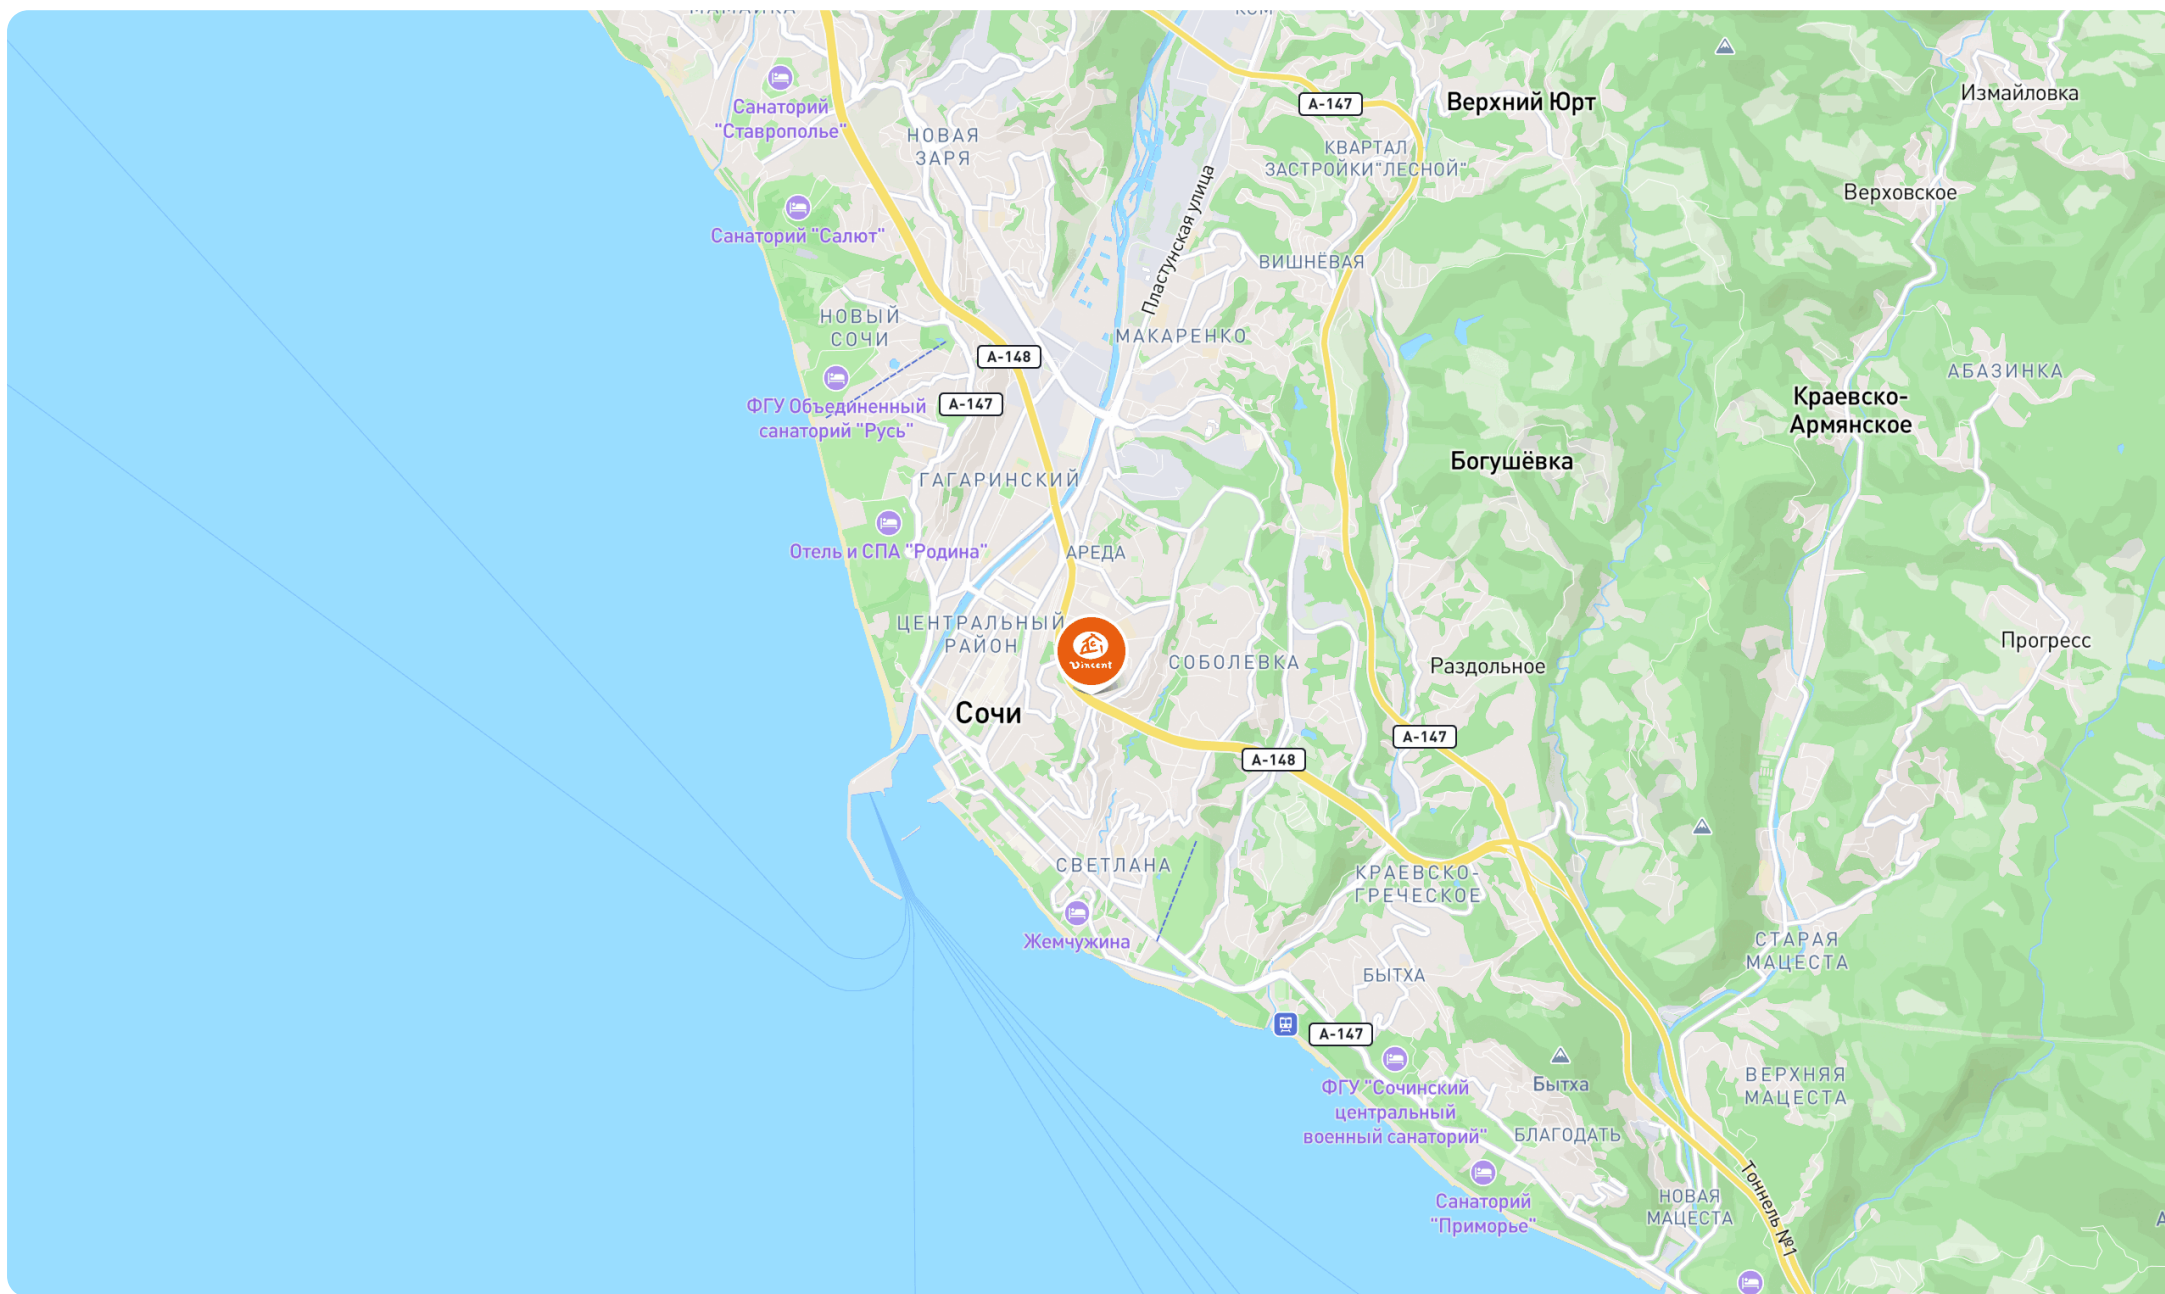 МАМАЙКА
КСМ
Санаторий
"Ставрополье"
НОВАЯ
ЗАРЯ
А-147
Верхний Юрт
Измайловка
КВАРТАЛ
ЗАСТРОЙКИ"ЛЕСНОЙ"
Верховское
Пластунская улица
Санаторий "Салют"
ВИШНЁВАЯ
НОВЫЙ
СОЧИ
МАКАРЕНКО
А-148
АБАЗИНКА
А-147
ФГУ Объединенный
санаторий "Русь"
Краевско-
Армянское
Богушёвка
ГАГАРИНСКИЙ
Отель и СПА "Родина"
АРЕДА
ЦЕНТРАЛЬНЫЙ
РАЙОН
Vincent
СОБОЛЕВКА
Раздольное
Прогресс
Сочи
А-147
А-148
СВЕТЛАНА
КРАЕВСКО-
ГРЕЧЕСКОЕ
Жемчужина
СТАРАЯ
МАЦЕСТА
БЫТХА
А-147
ФГУ "Сочинский
центральный
военный санаторий"
Бытха
ВЕРХНЯЯ
МАЦЕСТА
БЛАГОДАТЬ
Санаторий
"Приморье"
НОВАЯ
МАЦЕСТА
Тоннель №1